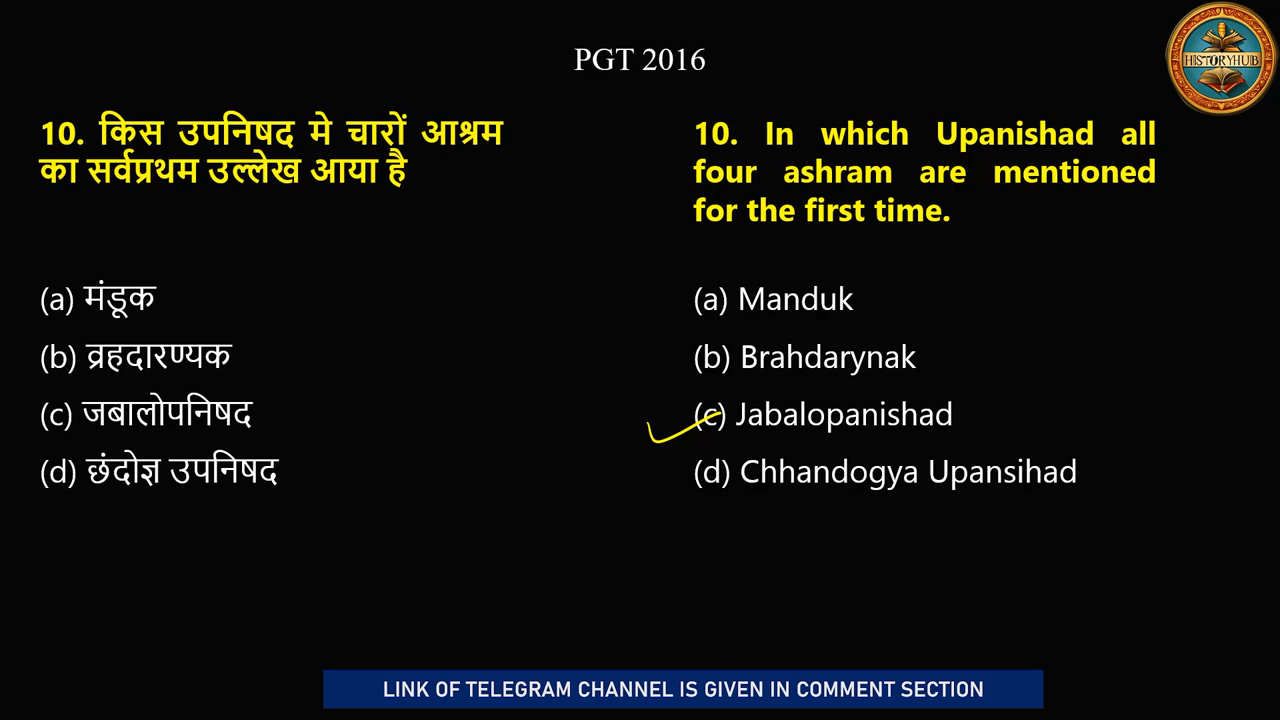 PGT 2016
HISTORYHUB
10. किस उपनिषद मे चारों आश्रम
का सर्वप्रथम उल्लेख आया है
(a) मंडूक
(b) व्रहदारण्यक
(c) जबालोपनिषद
(d) छंदोज्ञ उपनिषद
10. In which Upanishad all
four ashram are mentioned
for the first time.
(a) Manduk
(b) Brahdarynak
(c) Jabalopanishad
(d) Chhandogya Upansihad
LINK OF TELEGRAM CHANNEL IS GIVEN IN COMMENT SECTION